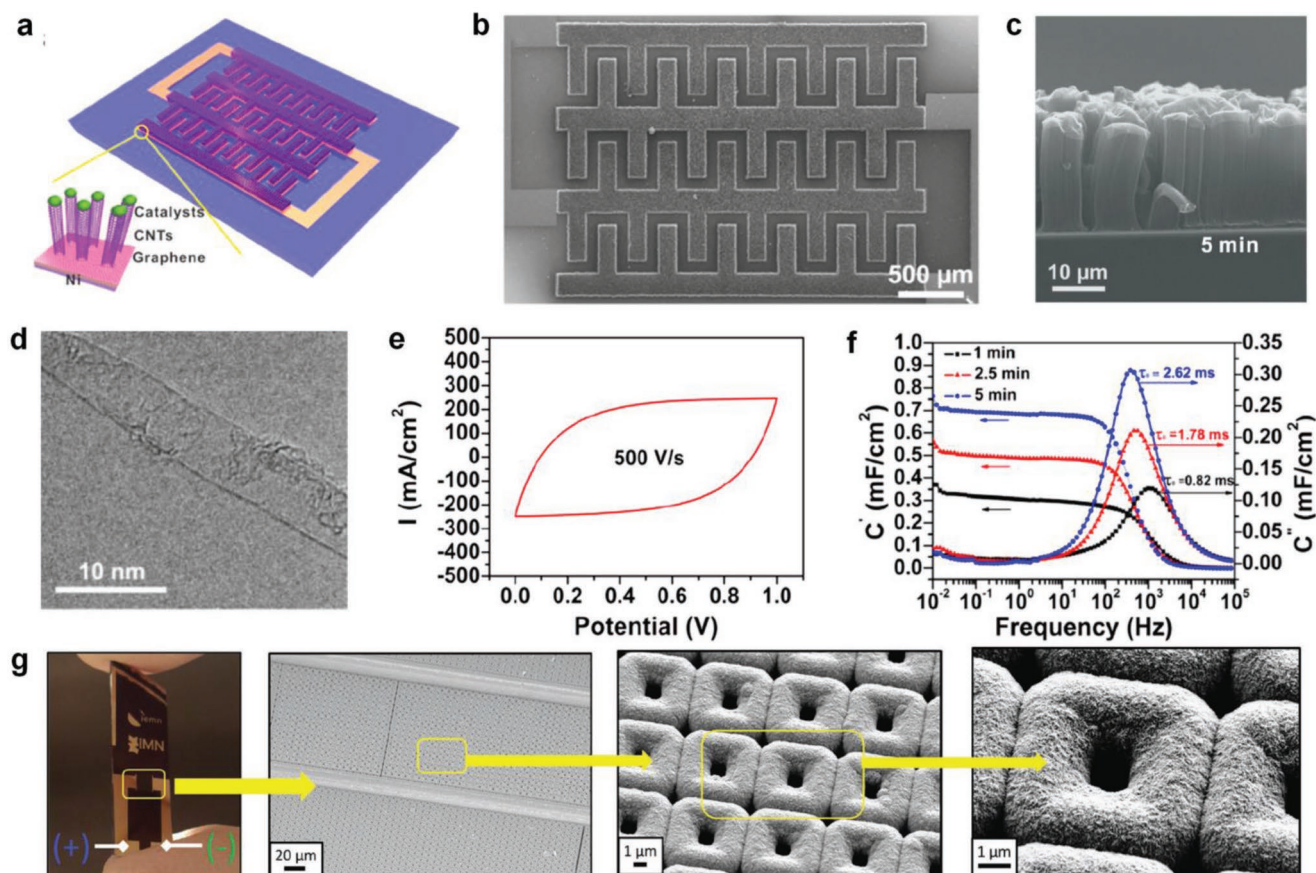 a
b
c
Catalysts
CNTs
Graphene
Ni
500 µm
5 min
10 µm
d
e
f
10 nm
500
400
300
200
100
0
-100
-200
-300
-400
-500
I (mA/cm²)
500 V/s
0.0 0.2 0.4 0.6 0.8 1.0
Potential (V)
1.0
0.9
0.8
0.7
0.6
0.5
0.4
0.3
0.2
0.1
0.0
C' (mF/cm²)
1 min
2.5 min
5 min
τ₀ = 2.62 ms
τ₀ =1.78 ms
τ₀ =0.82 ms
0.35
0.30
0.25
0.20
0.15
0.10
0.05
0.00
C'' (mF/cm²)
10⁻² 10⁻¹ 10⁰ 10¹ 10² 10³ 10⁴ 10⁵
Frequency (Hz)
g
iemn
IMN
(+) (-)
20 µm
1 µm
1 µm